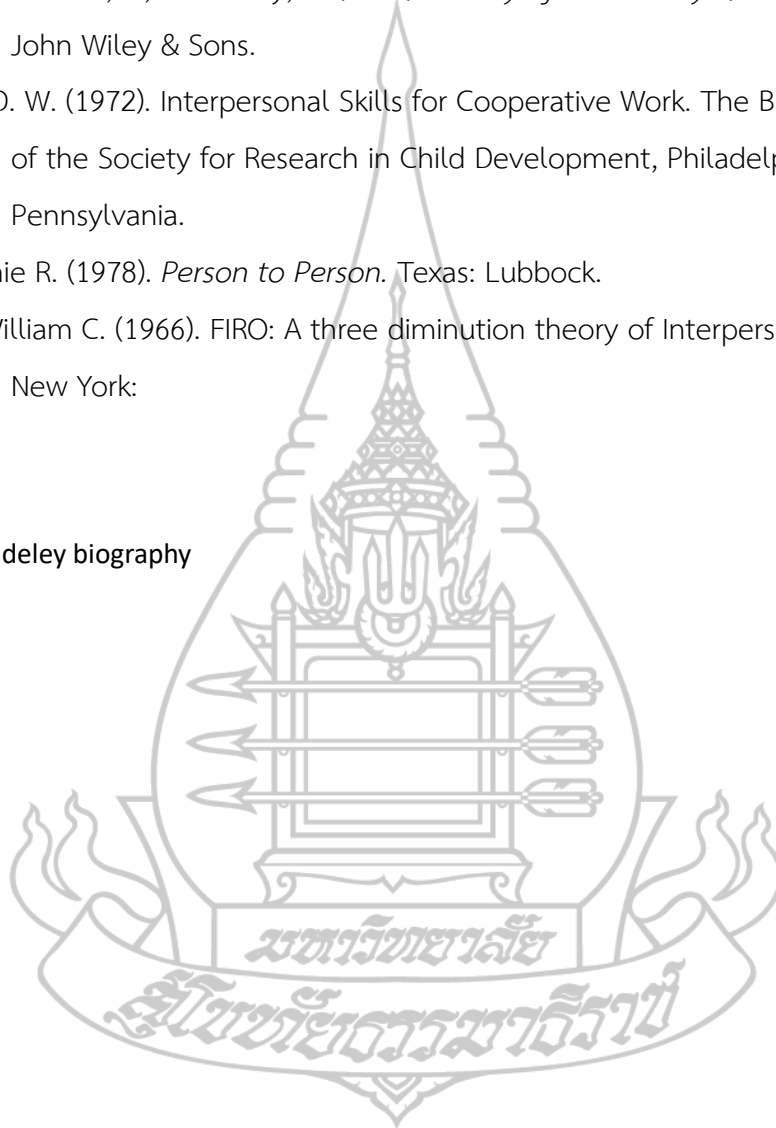 John Wiley & Sons.
D. W. (1972). Interpersonal Skills for Cooperative Work. The B
of the Society for Research in Child Development, Philadelp
Pennsylvania.
nie R. (1978). Person to Person. Texas: Lubbock.
William C. (1966). FIRO: A three diminution theory of Interpers
New York:
deley biography
มหาวิทยาลัย
สุโขทัยธรรมาธิราช